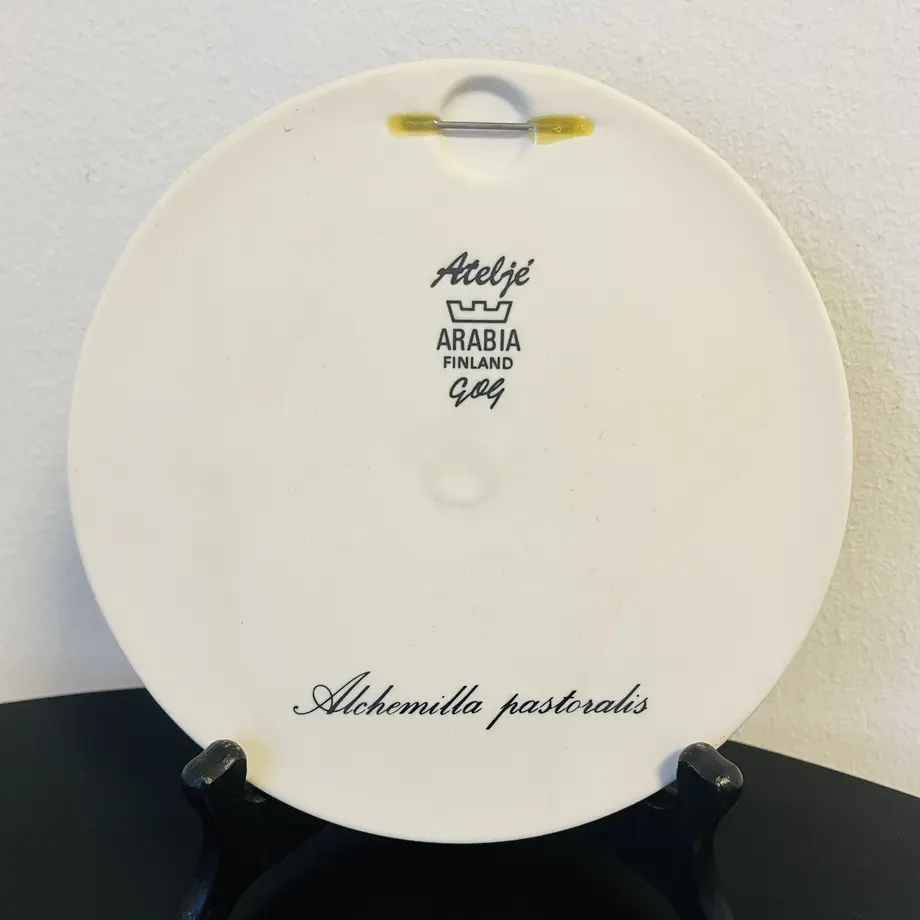 Ateljé
ARABIA
FINLAND
GOG
Alchemilla pastoralis